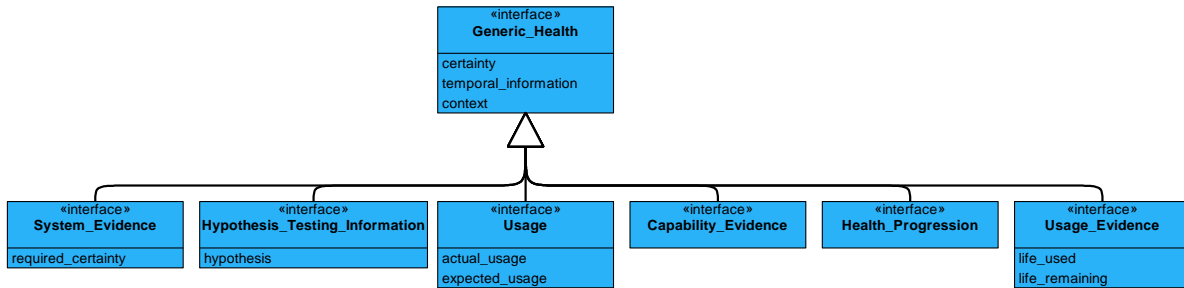 «interface»
Generic_Health
certainty
temporal_information
context
«interface»
System_Evidence
required_certainty
«interface»
Hypothesis_Testing_Information
hypothesis
«interface»
Usage
actual_usage
expected_usage
«interface»
Capability_Evidence
«interface»
Health_Progression
«interface»
Usage_Evidence
life_used
life_remaining